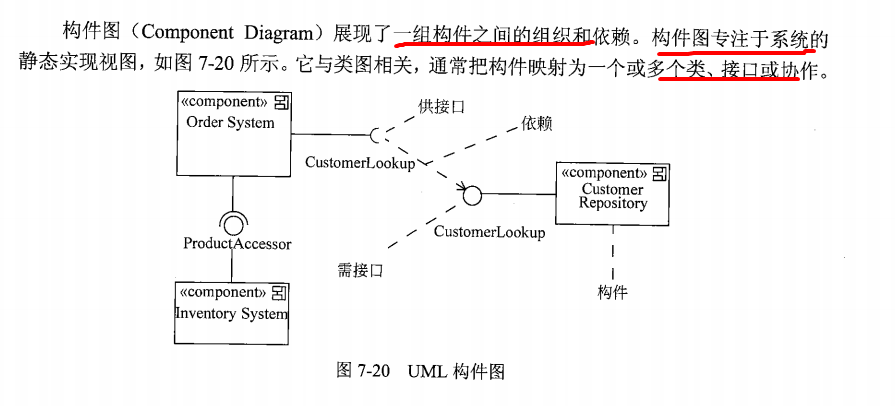 构件图（Component Diagram）展现了一组构件之间的组织和依赖。构件图专注于系统的
静态实现视图，如图 7-20 所示。它与类图相关，通常把构件映射为一个或多个类、接口或协作。
«component»
Order System
供接口
依赖
CustomerLookup
«component»
Customer
Repository
CustomerLookup
ProductAccessor
需接口
构件
«component»
Inventory System
图 7-20 UML 构件图